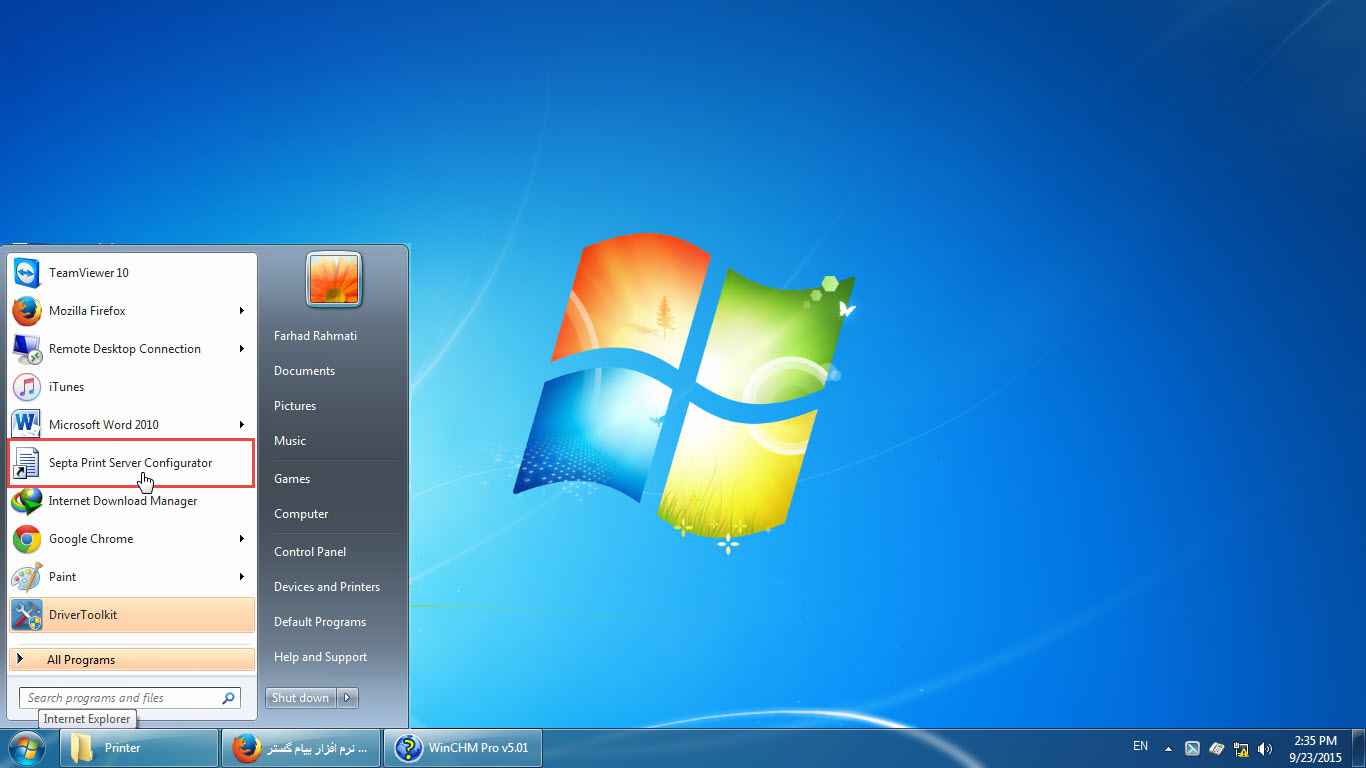 TeamViewer 10
Mozilla Firefox
Remote Desktop Connection
iTunes
Microsoft Word 2010
Septa Print Server Configurator
Internet Download Manager
Google Chrome
Paint
DriverToolkit
All Programs
Search programs and files
Internet Explorer
Farhad Rahmati
Documents
Pictures
Music
Games
Computer
Control Panel
Devices and Printers
Default Programs
Help and Support
Shut down
Printer
نرم افزار بیام گستر ...
WinCHM Pro v5.01
EN
2:35 PM
9/23/2015